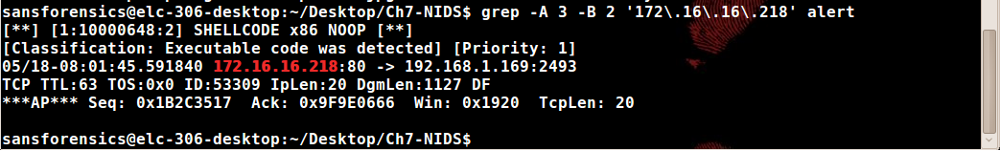 sansforensics@elc-306-desktop:~/Desktop/Ch7-NIDS$ grep -A 3 -B 2 '172\.16\.16\.218' alert
[**] [1:10000648:2] SHELLCODE x86 NOOP [**]
[Classification: Executable code was detected] [Priority: 1]
05/18-08:01:45.591840 172.16.16.218:80 -> 192.168.1.169:2493
TCP TTL:63 TOS:0x0 ID:53309 IpLen:20 DgmLen:1127 DF
***AP*** Seq: 0x1B2C3517  Ack: 0x9F9E0666  Win: 0x1920  TcpLen: 20
sansforensics@elc-306-desktop:~/Desktop/Ch7-NIDS$